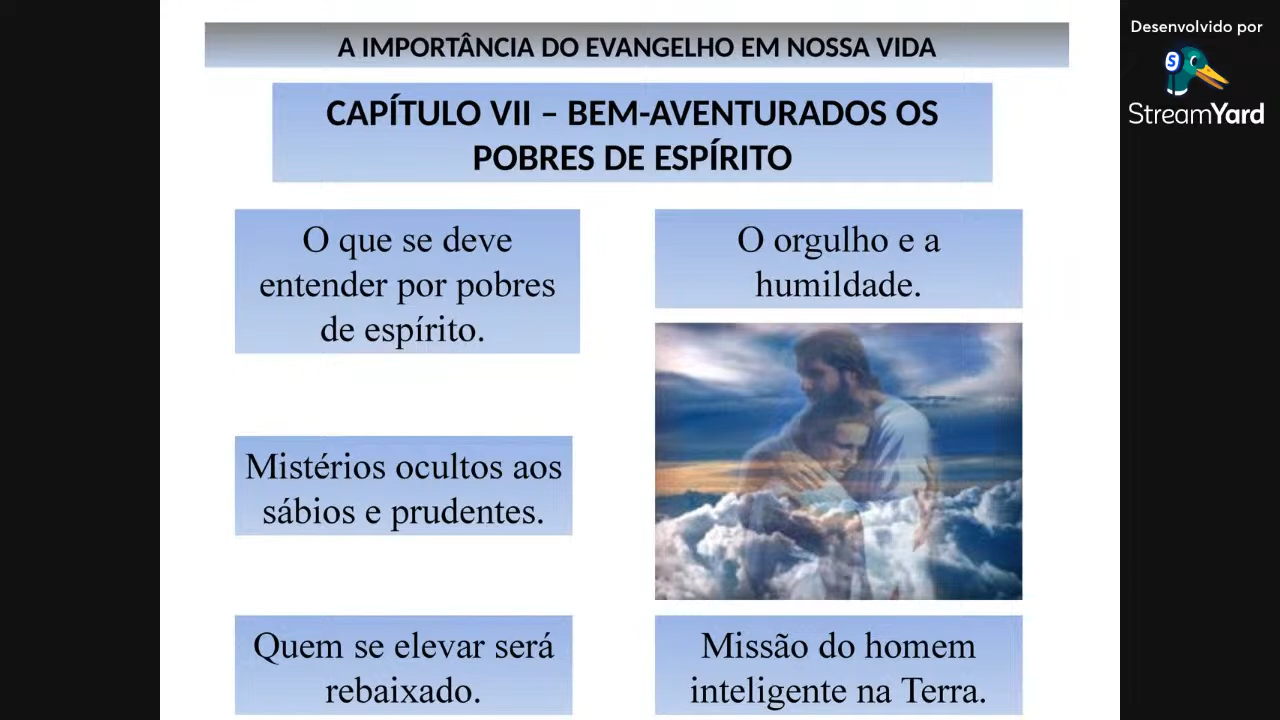 A IMPORTÂNCIA DO EVANGELHO EM NOSSA VIDA
CAPÍTULO VII – BEM-AVENTURADOS OS
POBRES DE ESPÍRITO
O que se deve
entender por pobres
de espírito.
O orgulho e a
humildade.
Mistérios ocultos aos
sábios e prudentes.
Quem se elevar será
rebaixado.
Missão do homem
inteligente na Terra.
Desenvolvido por
S
StreamYard